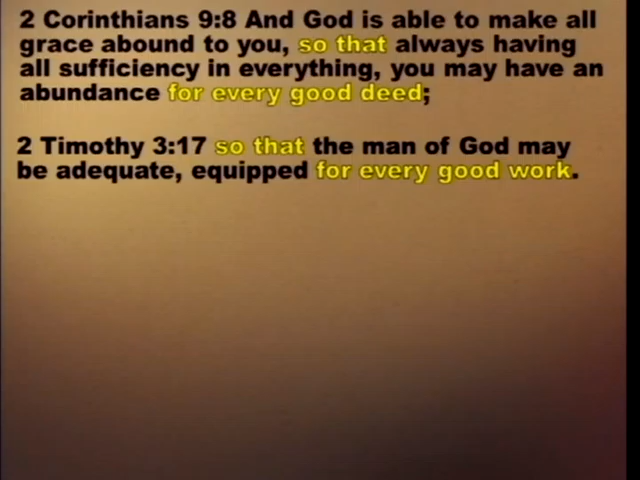 2 Corinthians 9:8 And God is able to make all
grace abound to you, so that always having
all sufficiency in everything, you may have an
abundance for every good deed;
2 Timothy 3:17 so that the man of God may
be adequate, equipped for every good work.